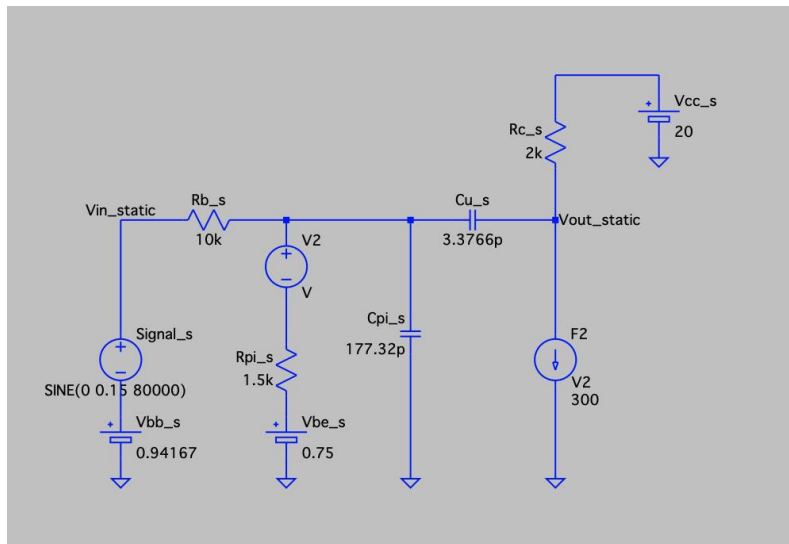 Vcc_s
+
20
Rc_s
2k
Vin_static
Rb_s
10k
Cu_s
3.3766p
Vout_static
V2
+
−
V
Cpi_s
177.32p
Signal_s
+
−
SINE(0 0.15 80000)
Rpi_s
1.5k
F2
V2
300
Vbb_s
+
0.94167
Vbe_s
+
0.75